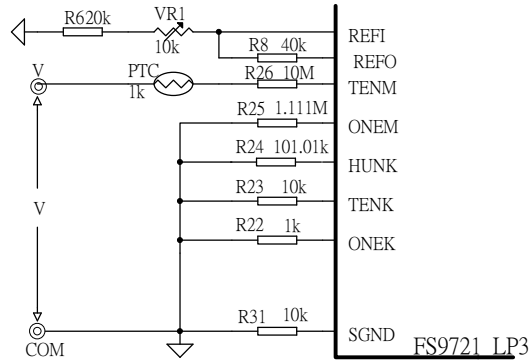 R620k
VR1
10k
REFI
R8 40k
REFO
V
PTC
1k
R26 10M
TENM
R25 1.111M
ONEM
R24 101.01k
HUNK
V
R23 10k
TENK
R22 1k
ONEK
R31 10k
SGND
COM
FS9721_LP3